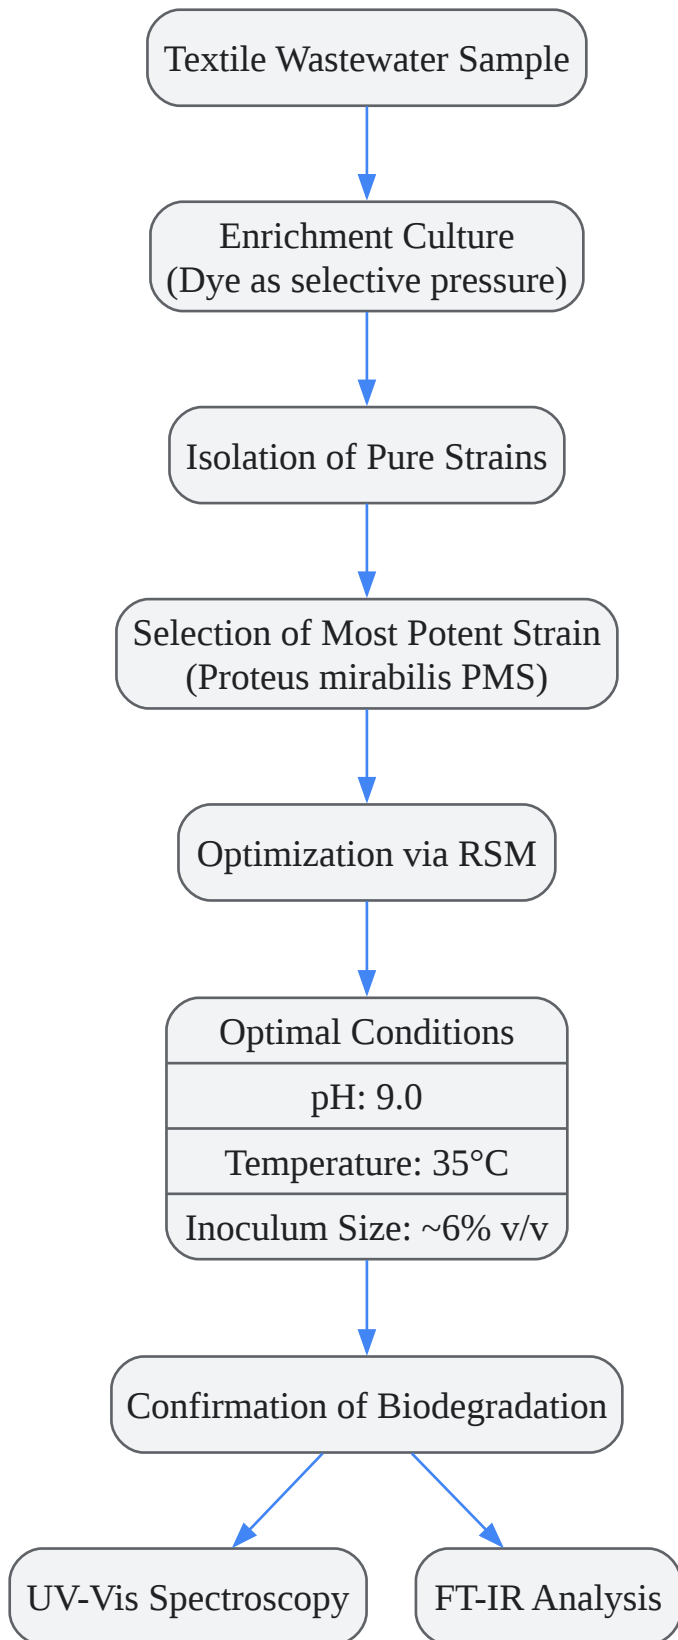 Textile Wastewater Sample
Enrichment Culture
(Dye as selective pressure)
Isolation of Pure Strains
Selection of Most Potent Strain
(Proteus mirabilis PMS)
Optimization via RSM
Optimal Conditions
pH: 9.0
Temperature: 35°C
Inoculum Size: ~6% v/v
Confirmation of Biodegradation
UV-Vis Spectroscopy
FT-IR Analysis